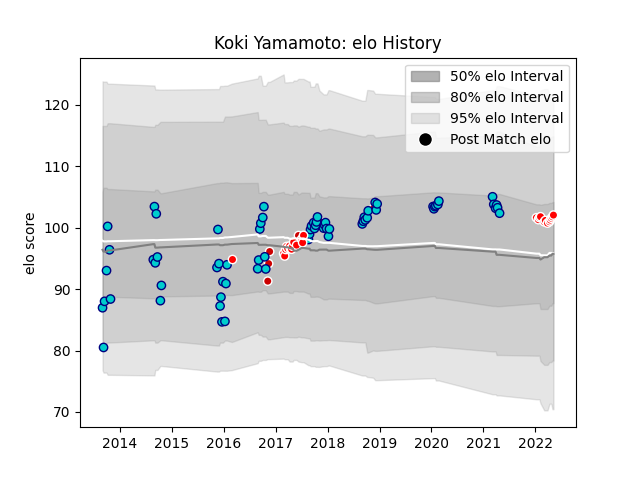 Koki Yamamoto: elo History
50% elo Interval
80% elo Interval
95% elo Interval
Post Match elo
elo score
120
110
100
90
80
70
2014 2015 2016 2017 2018 2019 2020 2021 2022